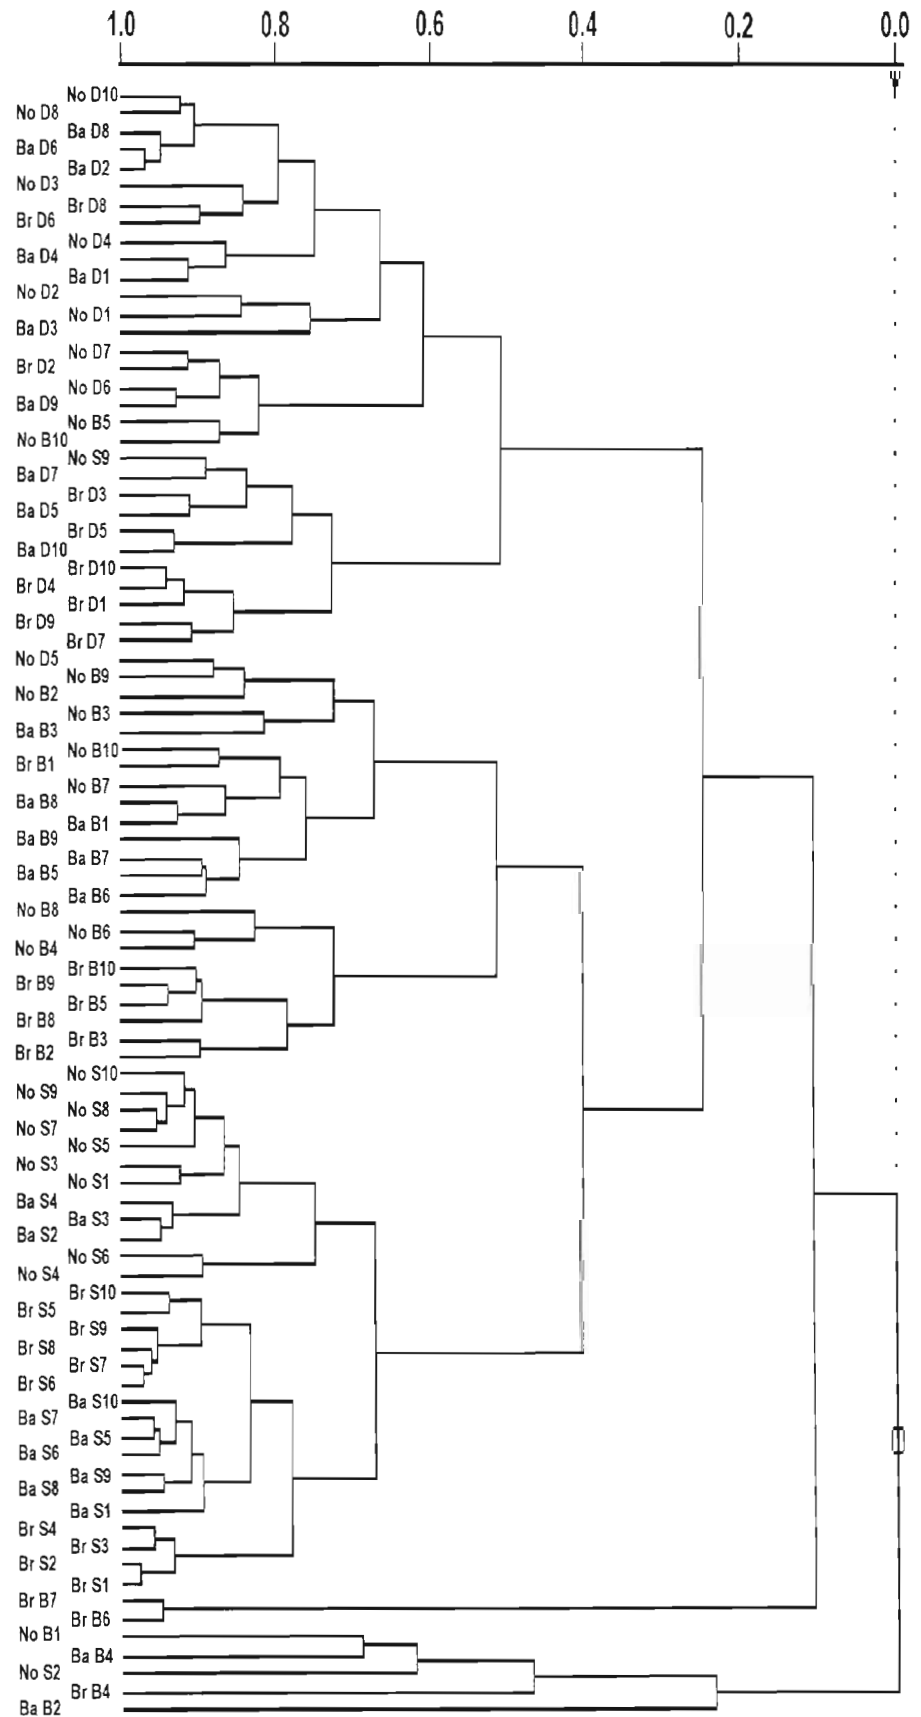 1.0 0.8 0.6 0.4 0.2 0.0
No D10
No D8
Ba D8
Ba D6
Ba D2
No D3
Br D8
Br D6
No D4
Ba D4
Ba D1
No D2
No D1
Ba D3
No D7
Br D2
No D6
Ba D9
No B5
No B10
No S9
Ba D7
Br D3
Ba D5
Br D5
Ba D10
Br D10
Br D4
Br D1
Br D9
Br D7
No D5
No B9
No B2
No B3
Ba B3
No B10
Br B1
No B7
Ba B8
Ba B1
Ba B9
Ba B7
Ba B5
Ba B6
No B8
No B6
No B4
Br B10
Br B9
Br B5
Br B8
Br B3
Br B2
No S10
No S9
No S8
No S7
No S5
No S3
No S1
Ba S4
Ba S3
Ba S2
No S6
No S4
Br S10
Br S5
Br S9
Br S8
Br S7
Br S6
Ba S10
Ba S7
Ba S5
Ba S6
Ba S9
Ba S8
Ba S1
Br S4
Br S3
Br S2
Br S1
Br B7
Br B6
No B1
Ba B4
No S2
Br B4
Ba B2